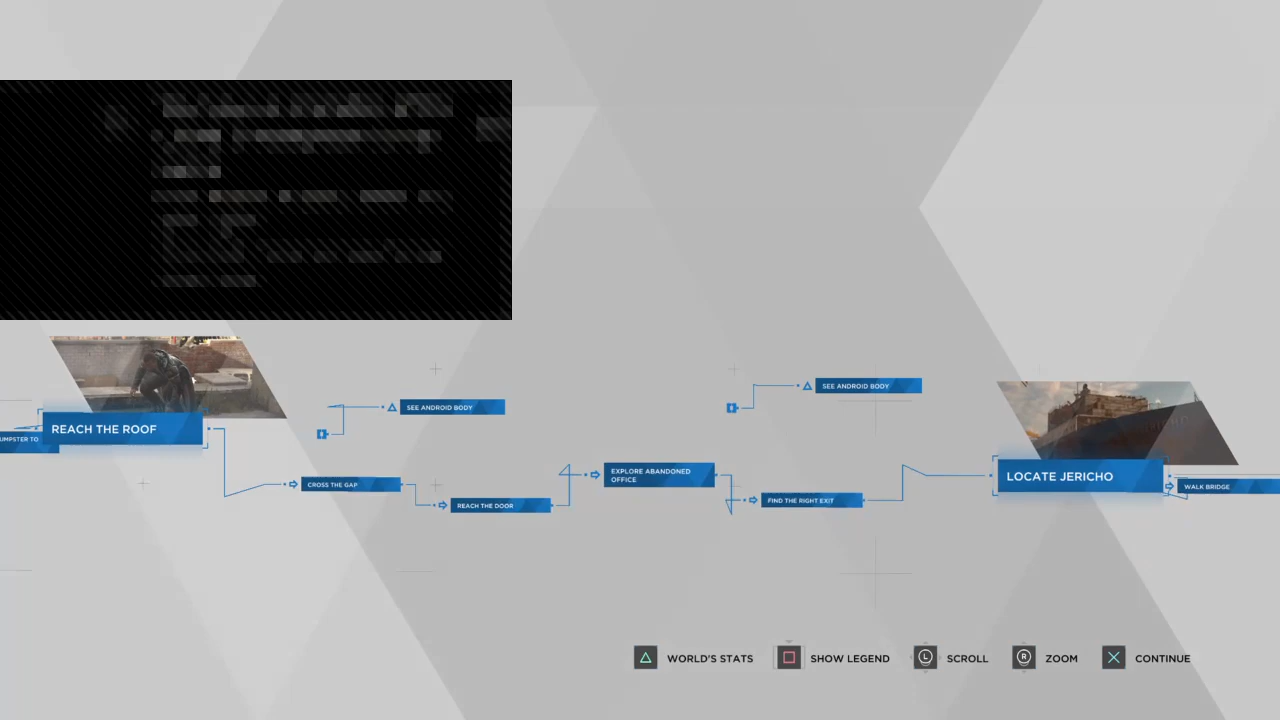 SEE ANDROID BODY
SEE ANDROID BODY
UMPSTER TO
REACH THE ROOF
EXPLORE ABANDONED
OFFICE
LOCATE JERICHO
CROSS THE GAP
WALK BRIDGE
REACH THE DOOR
FIND THE RIGHT EXIT
WORLD'S STATS
SHOW LEGEND
L
SCROLL
R
ZOOM
CONTINUE